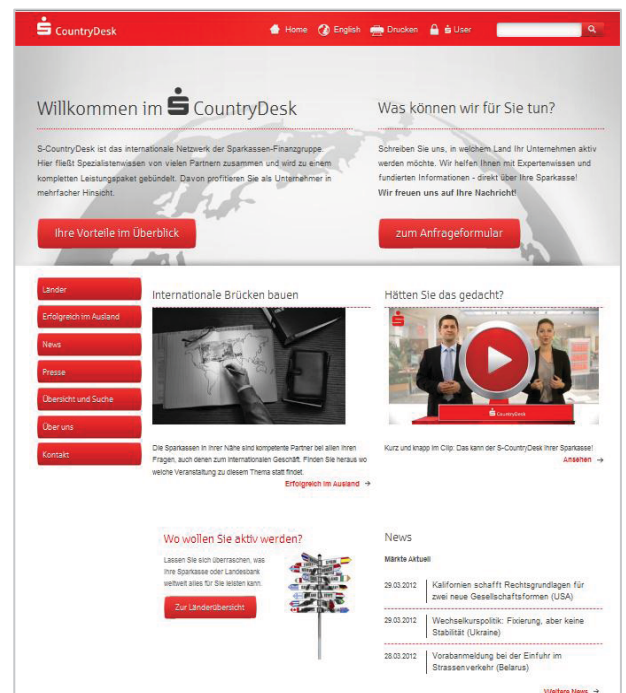 CountryDesk
Home English Drucken User
Willkommen im CountryDesk
S-CountryDesk ist das internationale Netzwerk der Sparkassen-Finanzgruppe.
Hier fließt Spezialistenwissen von vielen Partnern zusammen und wird zu einem
kompletten Leistungspaket gebündelt. Davon profitieren Sie als Unternehmer in
mehrfacher Hinsicht.
Ihre Vorteile im Überblick
Was können wir für Sie tun?
Schreiben Sie uns, in welchem Land Ihr Unternehmen aktiv
werden möchte. Wir helfen Ihnen mit Expertenwissen und
fundierten Informationen - direkt über Ihre Sparkasse!
Wir freuen uns auf Ihre Nachricht!
zum Anfrageformular
Länder
Erfolgreich im Ausland
News
Presse
Übersicht und Suche
Über uns
Kontakt
Internationale Brücken bauen
Die Sparkassen in Ihrer Nähe sind kompetente Partner bei allen Ihren
Fragen, auch denen zum internationalen Geschäft. Finden Sie heraus wo
welche Veranstaltung zu diesem Thema statt findet.
Erfolgreich im Ausland →
Hätten Sie das gedacht?
CountryDesk
Kurz und knapp im Clip: Das kann der S-CountryDesk Ihrer Sparkasse!
Ansehen →
Wo wollen Sie aktiv werden?
Lassen Sie sich überraschen, was
Ihre Sparkasse oder Landesbank
weltweit alles für Sie leisten kann.
Zur Länderübersicht
News
Märkte Aktuell
29.03.2012 Kalifornien schafft Rechtsgrundlagen für
zwei neue Gesellschaftsformen (USA)
29.03.2012 Wechselkurspolitik: Fixierung, aber keine
Stabilität (Ukraine)
28.03.2012 Vorabanmeldung bei der Einfuhr im
Strassenverkehr (Belarus)
Weitere News →